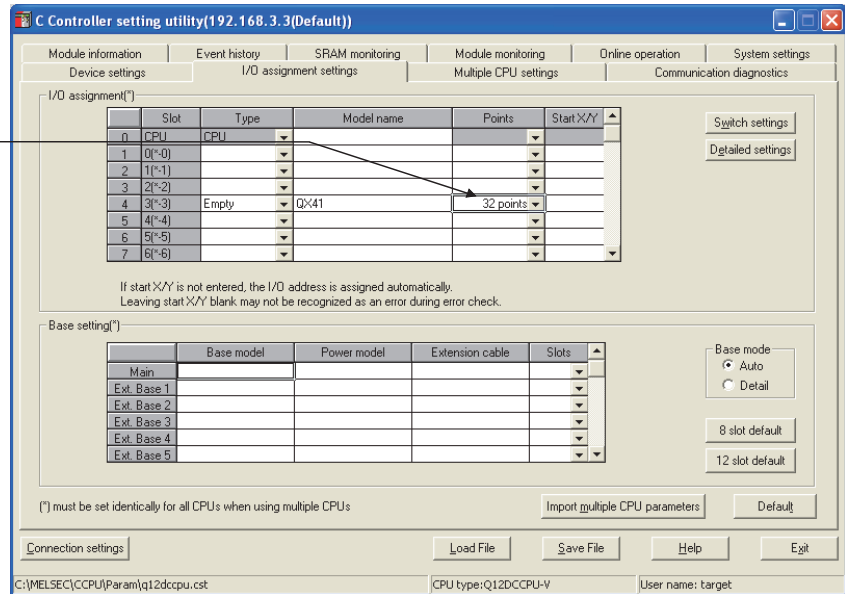 C Controller setting utility(192.168.3.3(Default))
Module information Event history SRAM monitoring Module monitoring Online operation System settings
Device settings I/O assignment settings Multiple CPU settings Communication diagnostics
I/O assignment(*)
Slot Type Model name Points Start X/Y
0 CPU CPU
1 0(*-0)
2 1(*-1)
3 2(*-2)
4 3(*-3) Empty QX41 32 points
5 4(*-4)
6 5(*-5)
7 6(*-6)
Switch settings
Detailed settings
If start X/Y is not entered, the I/O address is assigned automatically.
Leaving start X/Y blank may not be recognized as an error during error check.
Base setting(*)
Base model Power model Extension cable Slots
Main
Ext. Base 1
Ext. Base 2
Ext. Base 3
Ext. Base 4
Ext. Base 5
Base mode
Auto
Detail
8 slot default
12 slot default
(*) must be set identically for all CPUs when using multiple CPUs
Import multiple CPU parameters Default
Connection settings Load File Save File Help Exit
C:\MELSEC\CCPU\Param\q12dccpu.cst CPU type:Q12DCCPU-V User name: target